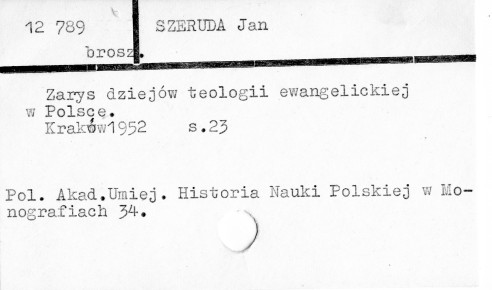 12 789 SZERUDA Jan
brosz.
Zarys dziejów teologii ewangelickiej
w Polsce.
Kraków1952 s.23
Pol. Akad.Umiej. Historia Nauki Polskiej w Mo-
nografiach 34.